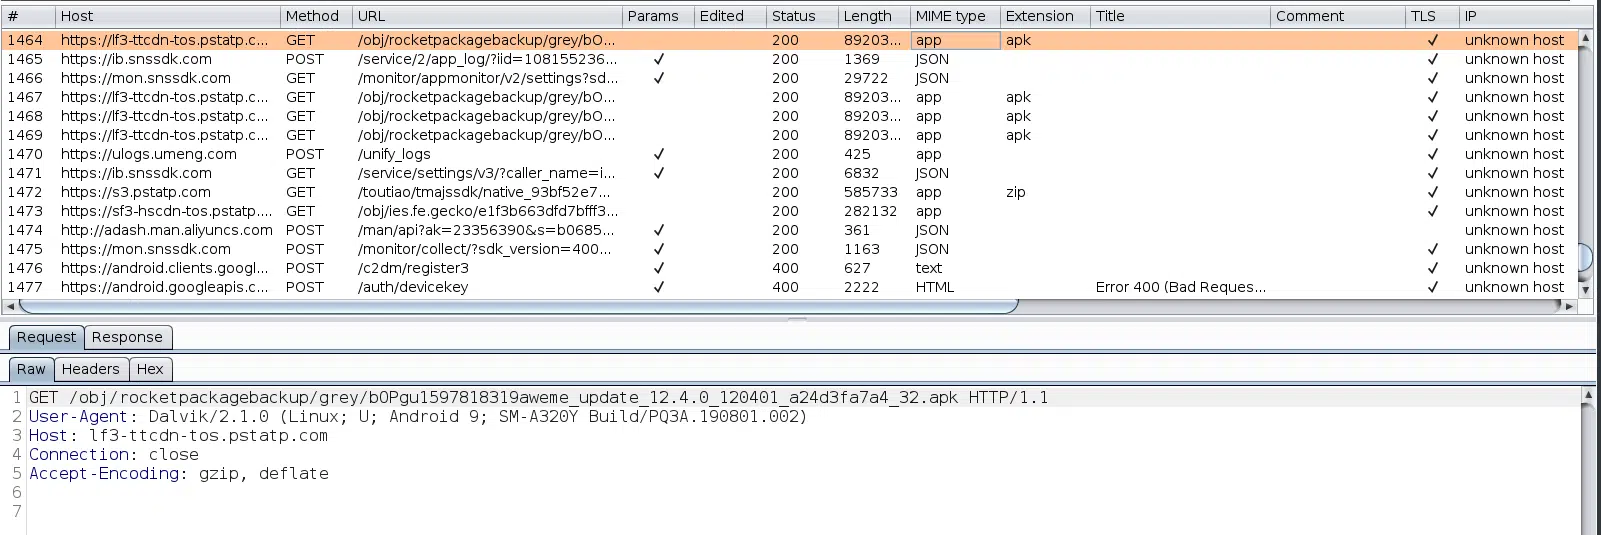 # Host Method URL Params Edited Status Length MIME type Extension Title Comment TLS IP
1464 https://lf3-ttcdn-tos.pstatp.c... GET /obj/rocketpackagebackup/grey/bO... 200 89203... app apk ✓ unknown host
1465 https://ib.snssdk.com POST /service/2/app_log/?iid=108155236... ✓ 200 1369 JSON ✓ unknown host
1466 https://mon.snssdk.com GET /monitor/appmonitor/v2/settings?sd... ✓ 200 29722 JSON ✓ unknown host
1467 https://lf3-ttcdn-tos.pstatp.c... GET /obj/rocketpackagebackup/grey/bO... 200 89203... app apk ✓ unknown host
1468 https://lf3-ttcdn-tos.pstatp.c... GET /obj/rocketpackagebackup/grey/bO... 200 89203... app apk ✓ unknown host
1469 https://lf3-ttcdn-tos.pstatp.c... GET /obj/rocketpackagebackup/grey/bO... 200 89203... app apk ✓ unknown host
1470 https://ulogs.umeng.com POST /unify_logs ✓ 200 425 app ✓ unknown host
1471 https://ib.snssdk.com GET /service/settings/v3/?caller_name=i... ✓ 200 6832 JSON ✓ unknown host
1472 https://s3.pstatp.com GET /toutiao/tmajssdk/native_93bf52e7... 200 585733 app zip ✓ unknown host
1473 https://sf3-hscdn-tos.pstatp.... GET /obj/ies.fe.gecko/e1f3b663dfd7bfff3... 200 282132 app ✓ unknown host
1474 http://adash.man.aliyuncs.com POST /man/api?ak=23356390&s=b0685... ✓ 200 361 JSON unknown host
1475 https://mon.snssdk.com POST /monitor/collect/?sdk_version=400... ✓ 200 1163 JSON ✓ unknown host
1476 https://android.clients.googl... POST /c2dm/register3 ✓ 400 627 text ✓ unknown host
1477 https://android.googleapis.c... POST /auth/devicekey ✓ 400 2222 HTML Error 400 (Bad Reques... ✓ unknown host
Request Response
Raw Headers Hex
1 GET /obj/rocketpackagebackup/grey/bOPgu1597818319aweme_update_12.4.0_120401_a24d3fa7a4_32.apk HTTP/1.1
2 User-Agent: Dalvik/2.1.0 (Linux; U; Android 9; SM-A320Y Build/PQ3A.190801.002)
3 Host: lf3-ttcdn-tos.pstatp.com
4 Connection: close
5 Accept-Encoding: gzip, deflate
6
7